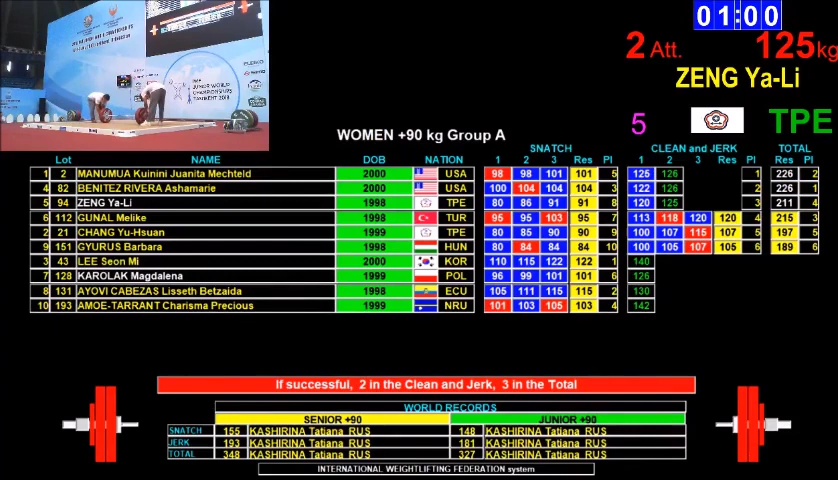 01:00
2 Att. 125kg
ZENG Ya-Li
5 TPE
JUNIOR WORLD
CHAMPIONSHIPS
WOMEN +90 kg Group A
SNATCH CLEAN and JERK TOTAL
Lot NAME DOB NATION 1 2 3 Res Pl 1 2 3 Res Pl Res Pl
1 2 MANUMUA Kuinini Juanita Mechteld 2000 USA 98 98 101 101 5 125 126 1 226 2
4 82 BENITEZ RIVERA Ashamarie 2000 USA 100 104 104 104 3 122 126 2 226 1
5 94 ZENG Ya-Li 1998 TPE 80 86 91 91 8 120 125 3 211 4
6 112 GUNAL Melike 1998 TUR 95 95 103 95 7 113 118 120 120 4 215 3
2 21 CHANG Yu-Hsuan 1999 TPE 80 85 90 90 9 100 107 115 107 5 197 5
9 151 GYURUS Barbara 1998 HUN 80 84 84 84 10 100 105 107 105 6 189 6
3 43 LEE Seon Mi 2000 KOR 110 115 122 122 1 140
7 128 KAROLAK Magdalena 1999 POL 96 99 101 101 6 126
8 131 AYOVI CABEZAS Lisseth Betzaida 1998 ECU 105 111 115 115 2 130
10 193 AMOE-TARRANT Charisma Precious 1999 NRU 101 103 105 103 4 142
If successful, 2 in the Clean and Jerk, 3 in the Total
WORLD RECORDS
SENIOR +90 JUNIOR +90
SNATCH 155 KASHIRINA Tatiana RUS 148 KASHIRINA Tatiana RUS
JERK 193 KASHIRINA Tatiana RUS 181 KASHIRINA Tatiana RUS
TOTAL 348 KASHIRINA Tatiana RUS 327 KASHIRINA Tatiana RUS
INTERNATIONAL WEIGHTLIFTING FEDERATION system